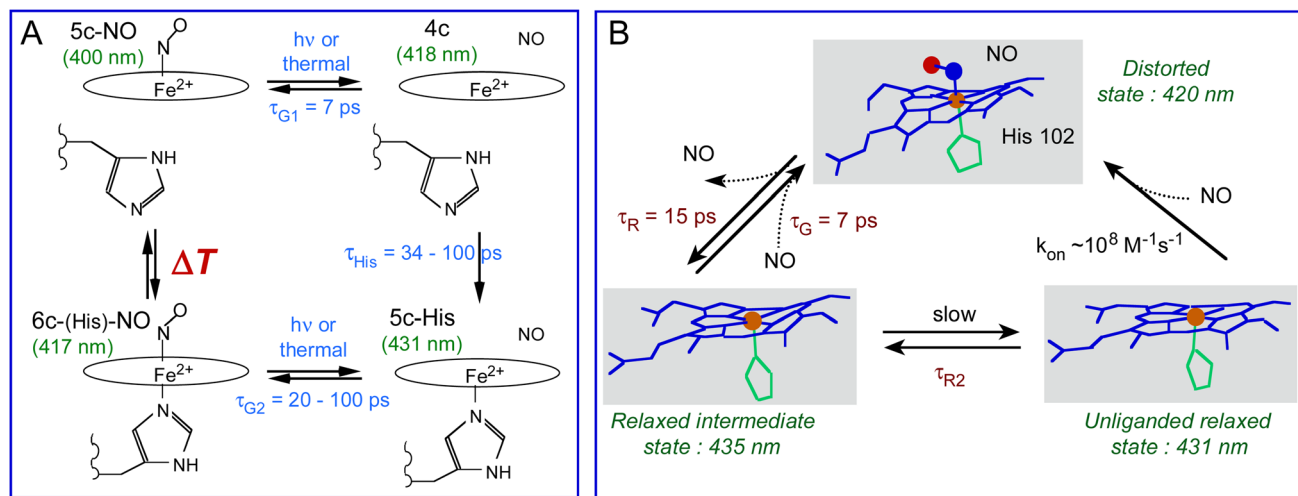 A
5c-NO
(400 nm)
O
N
Fe2+
hν or
thermal
τG1 = 7 ps
4c
(418 nm)
NO
Fe2+
NH
N
NH
N
ΔT
τHis = 34 - 100 ps
6c-(His)-NO
(417 nm)
O
N
Fe2+
N
NH
hν or
thermal
τG2 = 20 - 100 ps
5c-His
(431 nm)
NO
Fe2+
N
NH
B
NO
His 102
Distorted
state : 420 nm
NO
τR = 15 ps
τG = 7 ps
NO
NO
kon ~10⁸ M⁻¹s⁻¹
slow
τR2
Relaxed intermediate
state : 435 nm
Unliganded relaxed
state : 431 nm